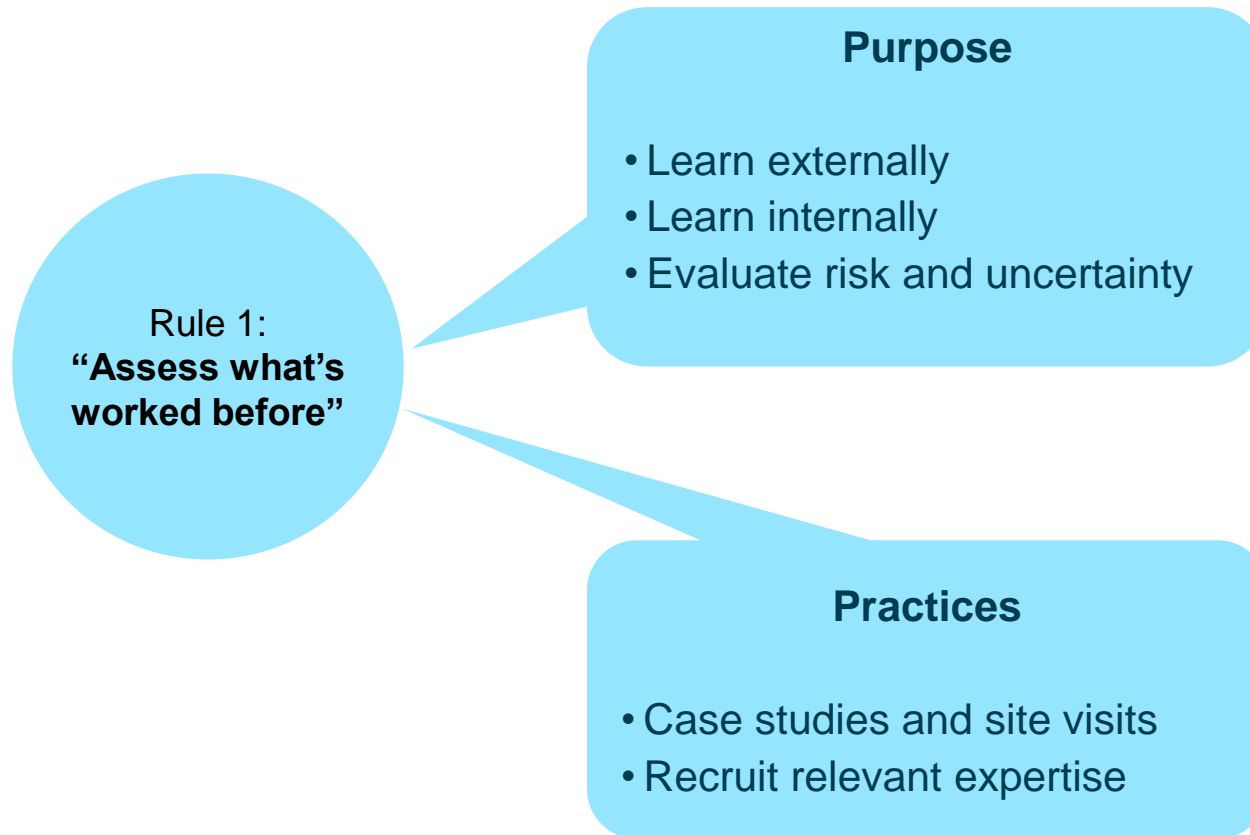 Rule 1:
“Assess what’s
worked before”
Purpose
• Learn externally
• Learn internally
• Evaluate risk and uncertainty
Practices
• Case studies and site visits
• Recruit relevant expertise